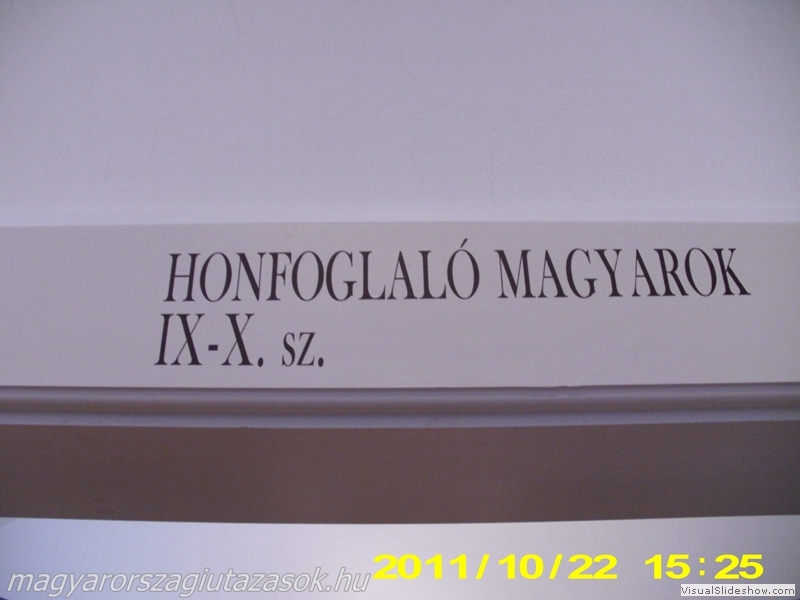 HONFOGLALÓ MAGYAROK
IX-X. sz.
magyarorszagiutazasok.hu
2011/10/22 15:25
VisualSlideshow.com